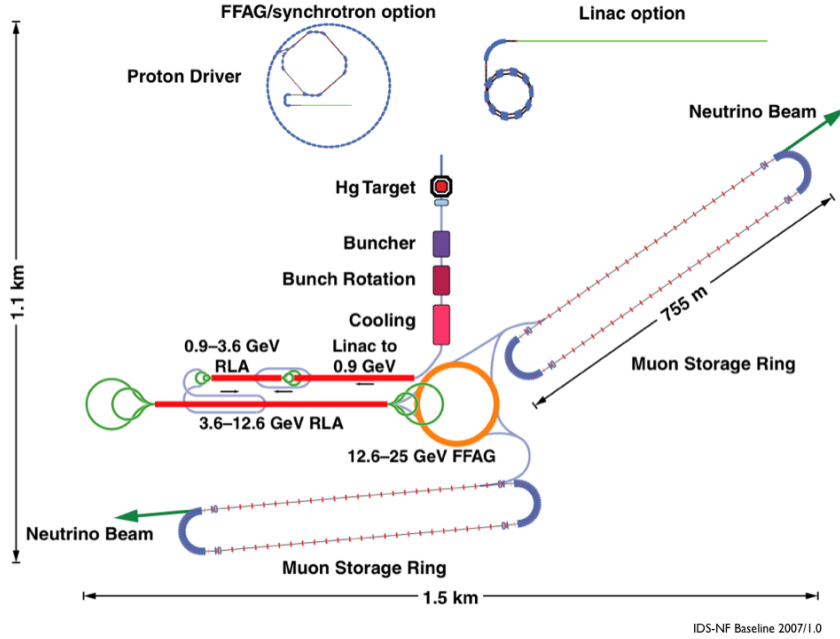 FFAG/synchrotron option
Linac option
Proton Driver
Neutrino Beam
Hg Target
Buncher
Bunch Rotation
Cooling
1.1 km
755 m
0.9–3.6 GeV
RLA
Linac to
0.9 GeV
Muon Storage Ring
3.6–12.6 GeV RLA
12.6–25 GeV FFAG
Neutrino Beam
Muon Storage Ring
1.5 km
IDS-NF Baseline 2007/1.0